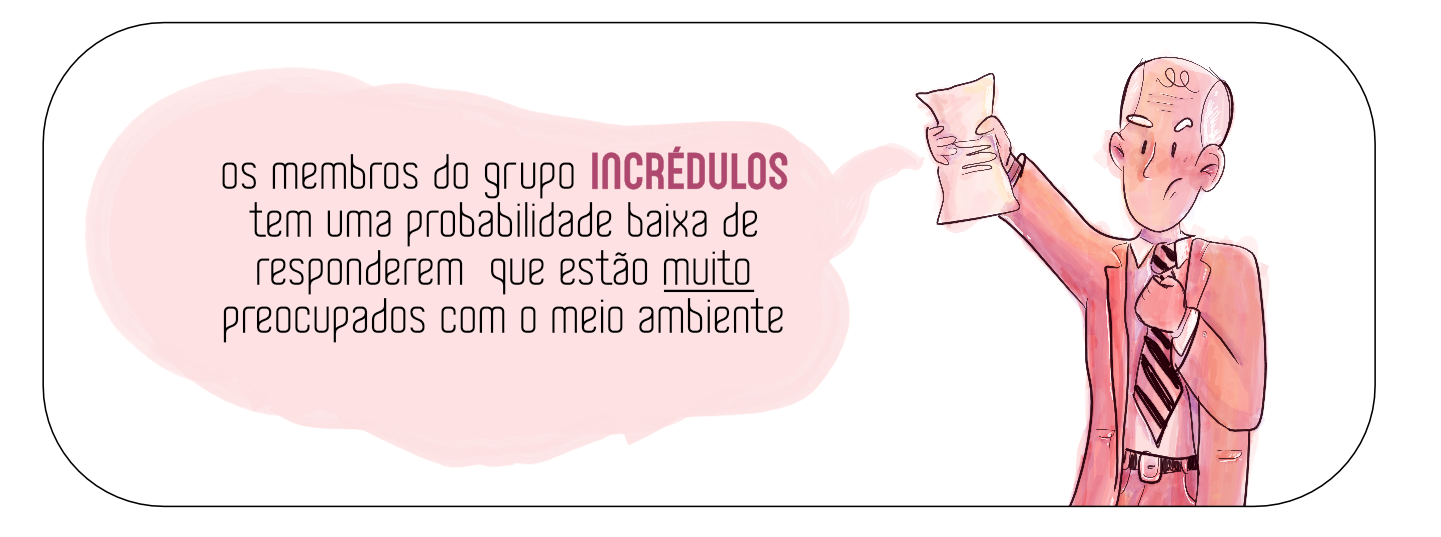 os membros do grupo INCRÉDULOS
tem uma probabilidade baixa de
responderem que estão muito
preocupados com o meio ambiente